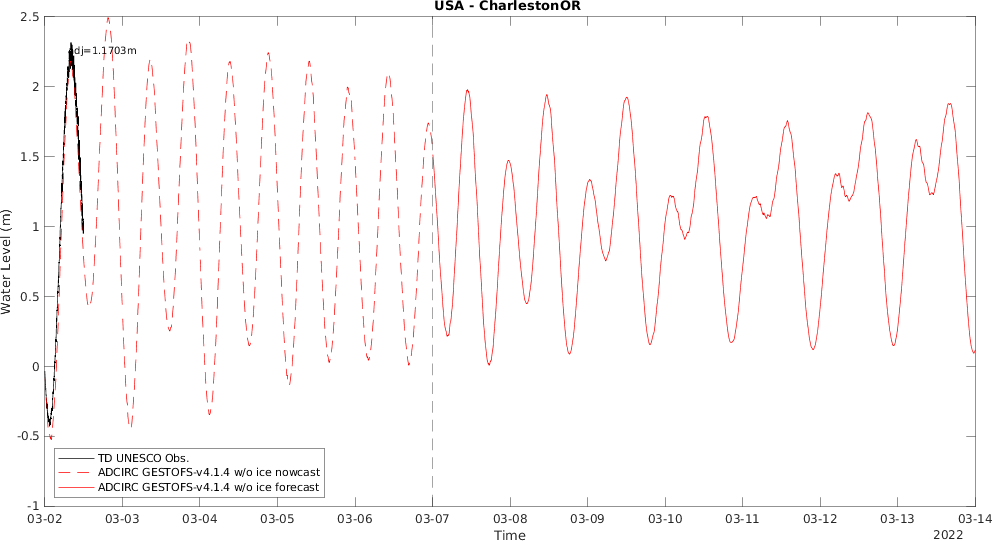 USA - CharlestonOR
dj=1.1703m
2.5
2
1.5
1
0.5
0
-0.5
-1
Water Level (m)
TD UNESCO Obs.
ADCIRC GESTOFS-v4.1.4 w/o ice nowcast
ADCIRC GESTOFS-v4.1.4 w/o ice forecast
03-02 03-03 03-04 03-05 03-06 03-07 03-08 03-09 03-10 03-11 03-12 03-13 03-14
Time
2022